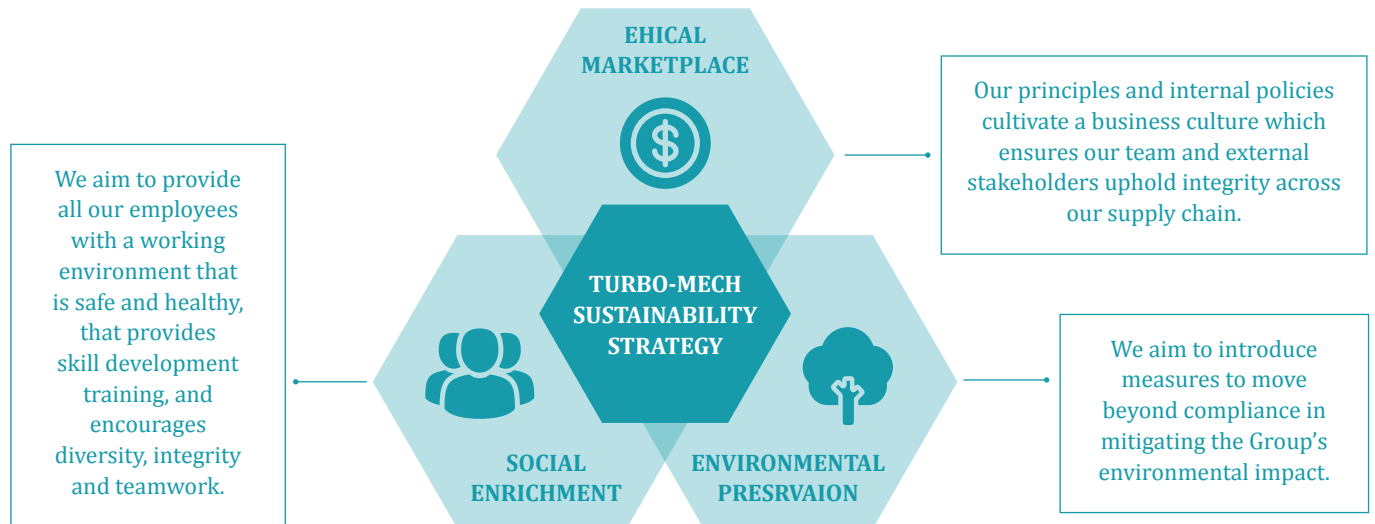 EHICAL
MARKETPLACE
Our principles and internal policies
cultivate a business culture which
ensures our team and external
stakeholders uphold integrity across
our supply chain.
We aim to provide
all our employees
with a working
environment that
is safe and healthy,
that provides
skill development
training, and
encourages
diversity, integrity
and teamwork.
TURBO-MECH
SUSTAINABILITY
STRATEGY
We aim to introduce
measures to move
beyond compliance in
mitigating the Group’s
environmental impact.
SOCIAL
ENRICHMENT
ENVIRONMENTAL
PRESRVAION